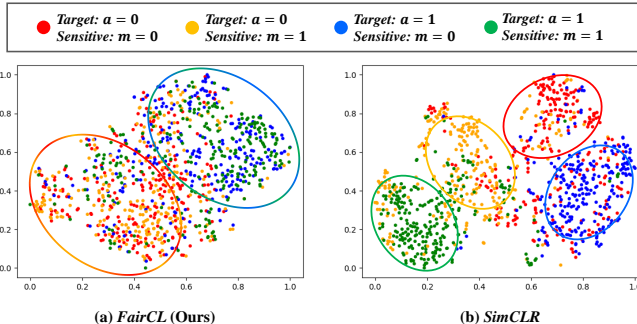 Target: a = 0
Sensitive: m = 0
Target: a = 0
Sensitive: m = 1
Target: a = 1
Sensitive: m = 0
Target: a = 1
Sensitive: m = 1
1.0
0.8
0.6
0.4
0.2
0.0
0.0 0.2 0.4 0.6 0.8 1.0
(a) FairCL (Ours)
1.0
0.8
0.6
0.4
0.2
0.0
0.0 0.2 0.4 0.6 0.8 1.0
(b) SimCLR